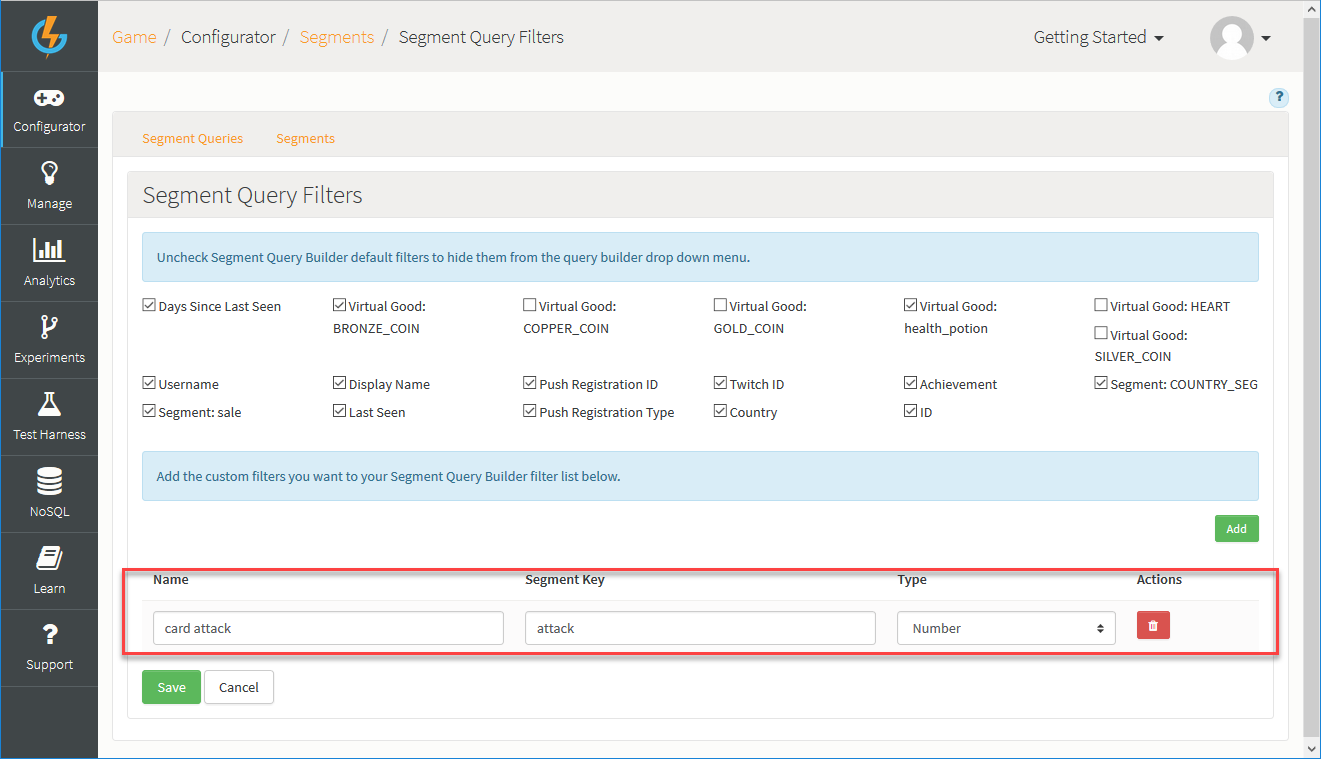 Game / Configurator / Segments / Segment Query Filters
Getting Started
?
Configurator
Manage
Analytics
Experiments
Test Harness
NoSQL
Learn
?
Support
Segment Queries
Segments
Segment Query Filters
Uncheck Segment Query Builder default filters to hide them from the query builder drop down menu.
Days Since Last Seen
Virtual Good:
BRONZE_COIN
Virtual Good:
COPPER_COIN
Virtual Good:
GOLD_COIN
Virtual Good:
health_potion
Virtual Good: HEART
Virtual Good:
SILVER_COIN
Username
Display Name
Push Registration ID
Twitch ID
Achievement
Segment: COUNTRY_SEG
Segment: sale
Last Seen
Push Registration Type
Country
ID
Add the custom filters you want to your Segment Query Builder filter list below.
Add
Name
Segment Key
Type
Actions
card attack
attack
Number
Save
Cancel